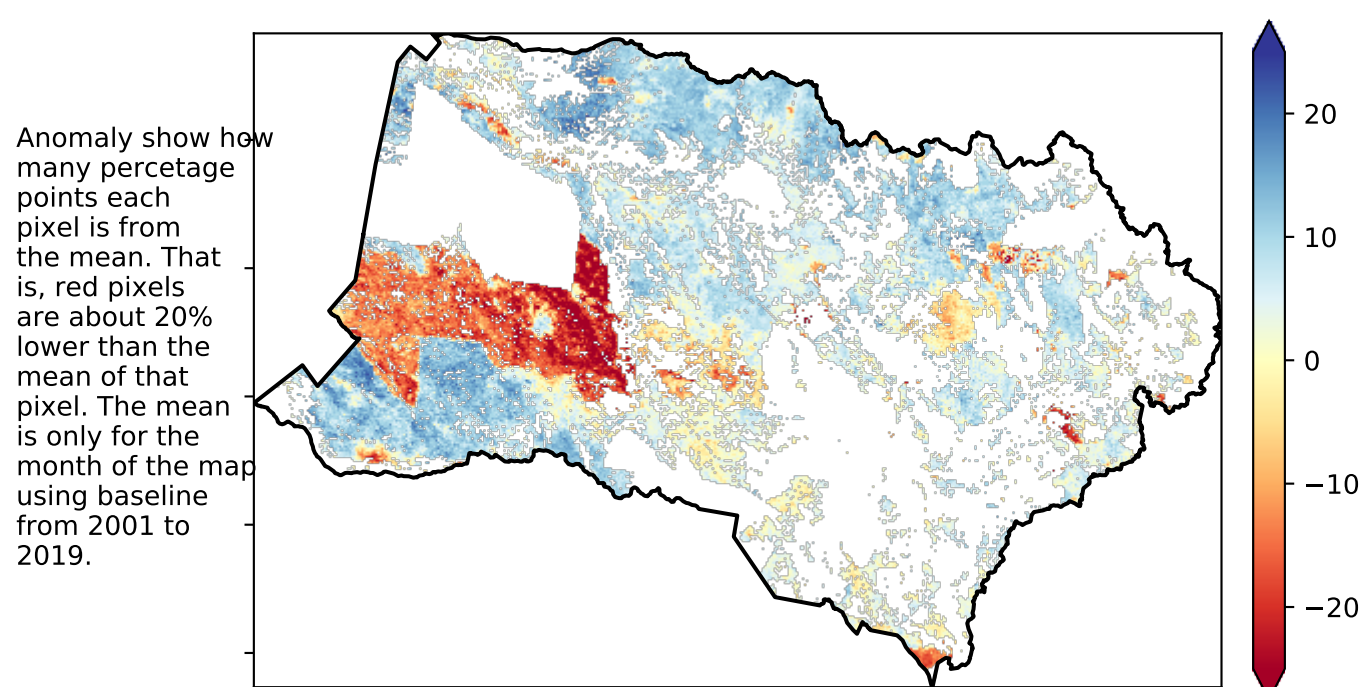 Anomaly show how
many percetage
points each
pixel is from
the mean. That
is, red pixels
are about 20%
lower than the
mean of that
pixel. The mean
is only for the
month of the map
using baseline
from 2001 to
2019.
20
10
0
−10
−20